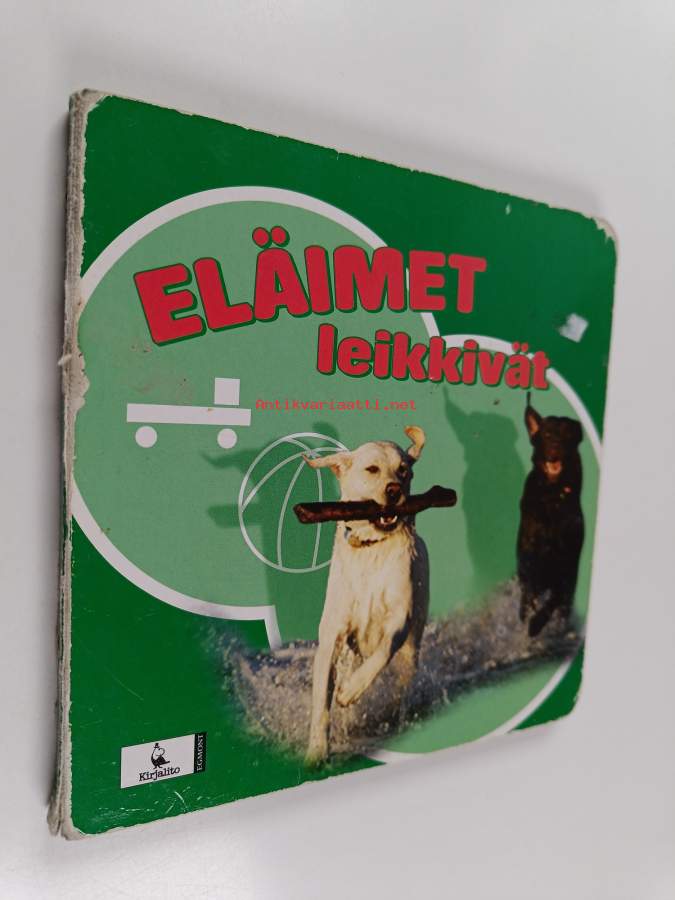 ELÄIMET
leikkivät
Antikvariaatti.net
Kirjalito
EGMONT